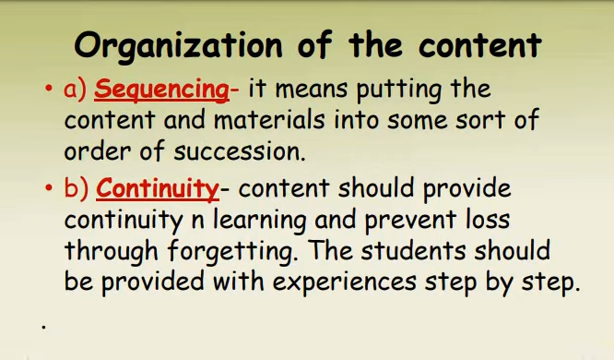 Organization of the content
• a) Sequencing- it means putting the
content and materials into some sort of
order of succession.
• b) Continuity- content should provide
continuity n learning and prevent loss
through forgetting. The students should
be provided with experiences step by step.
.